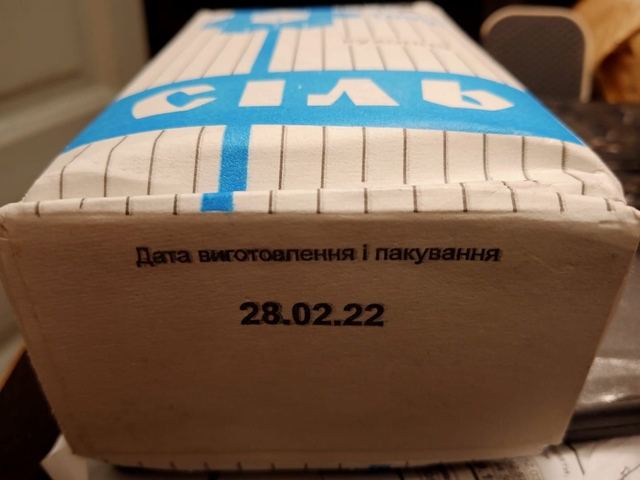 сіль
Дата виготовлення і пакування
28.02.22